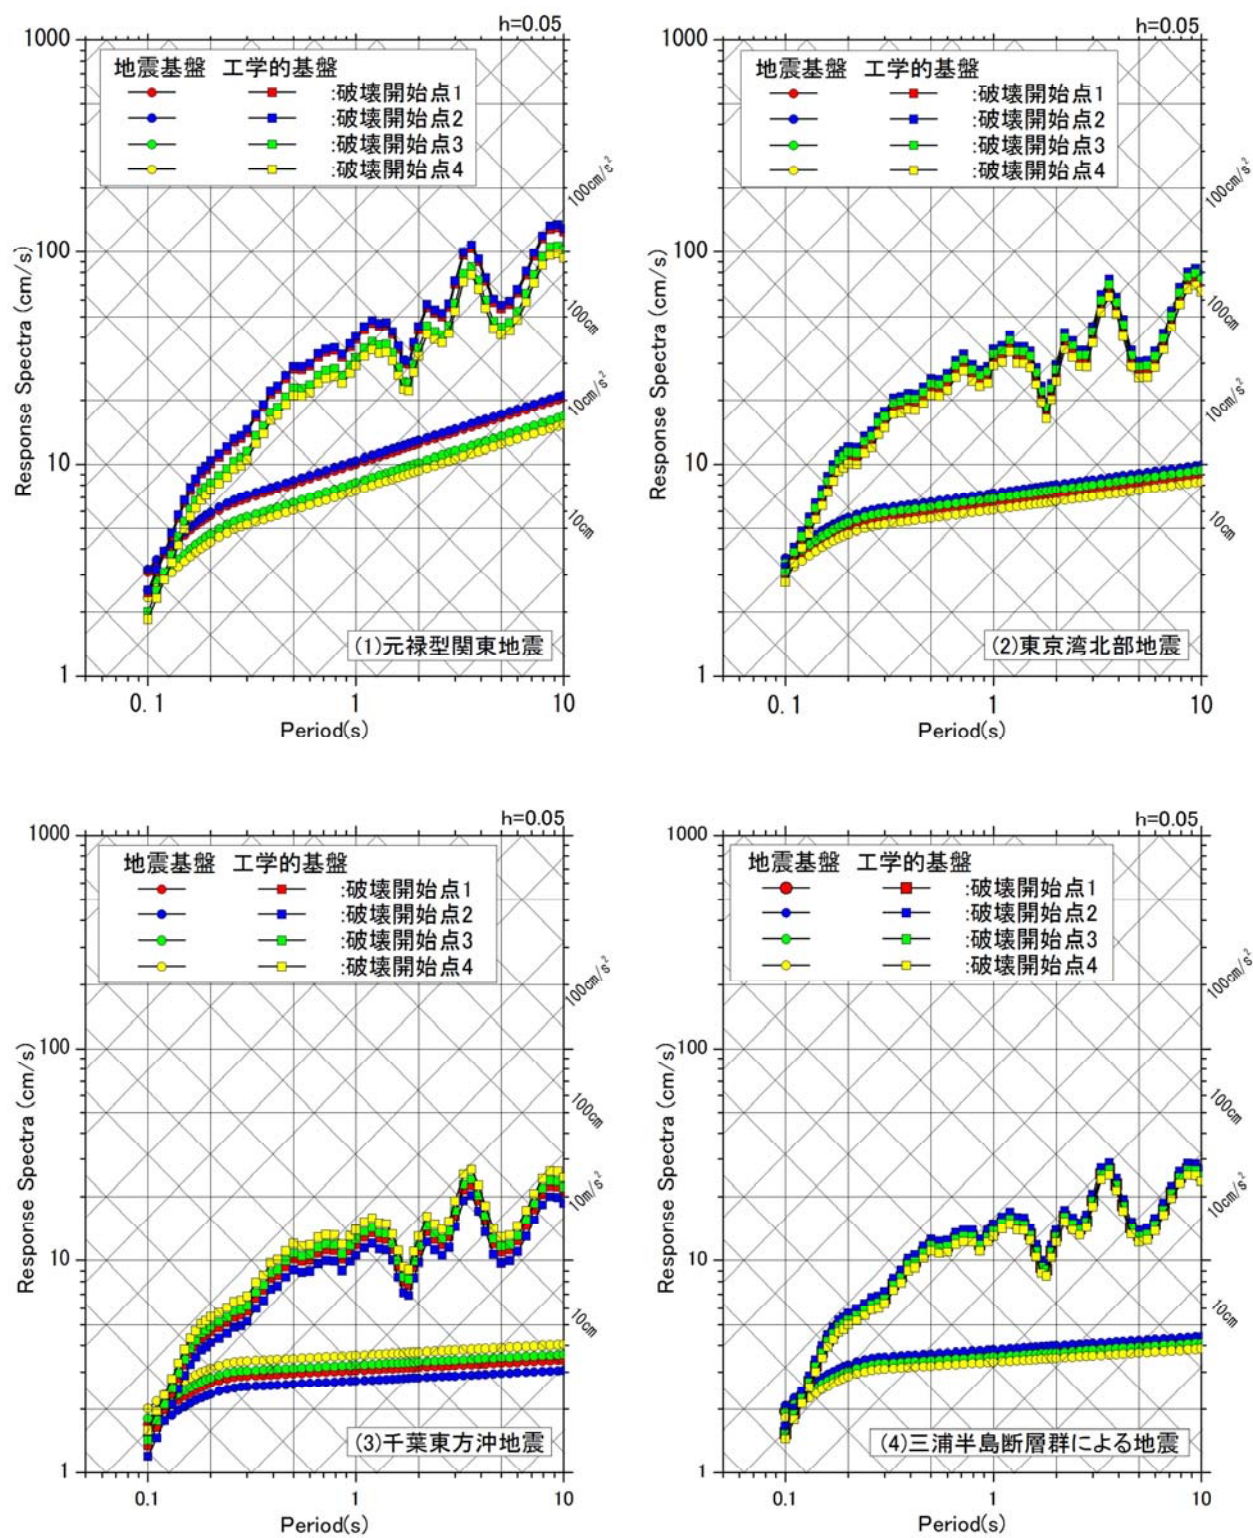 h=0.05
1000
地震基盤 工学的基盤
:破壊開始点1
:破壊開始点2
:破壊開始点3
:破壊開始点4
100cm/s²
100
100cm
10cm/s²
10
10cm
1
(1)元禄型関東地震
0.1 1 10
Period(s)
Response Spectra (cm/s)
h=0.05
1000
地震基盤 工学的基盤
:破壊開始点1
:破壊開始点2
:破壊開始点3
:破壊開始点4
100cm/s²
100
100cm
10cm/s²
10
10cm
1
(2)東京湾北部地震
0.1 1 10
Period(s)
Response Spectra (cm/s)
h=0.05
1000
地震基盤 工学的基盤
:破壊開始点1
:破壊開始点2
:破壊開始点3
:破壊開始点4
100cm/s²
100
100cm
10m/s²
10
10cm
1
(3)千葉東方沖地震
0.1 1 10
Period(s)
Response Spectra (cm/s)
h=0.05
1000
地震基盤 工学的基盤
:破壊開始点1
:破壊開始点2
:破壊開始点3
:破壊開始点4
100cm/s²
100
100cm
10cm/s²
10
10cm
1
(4)三浦半島断層群による地震
0.1 1 10
Period(s)
Response Spectra (cm/s)